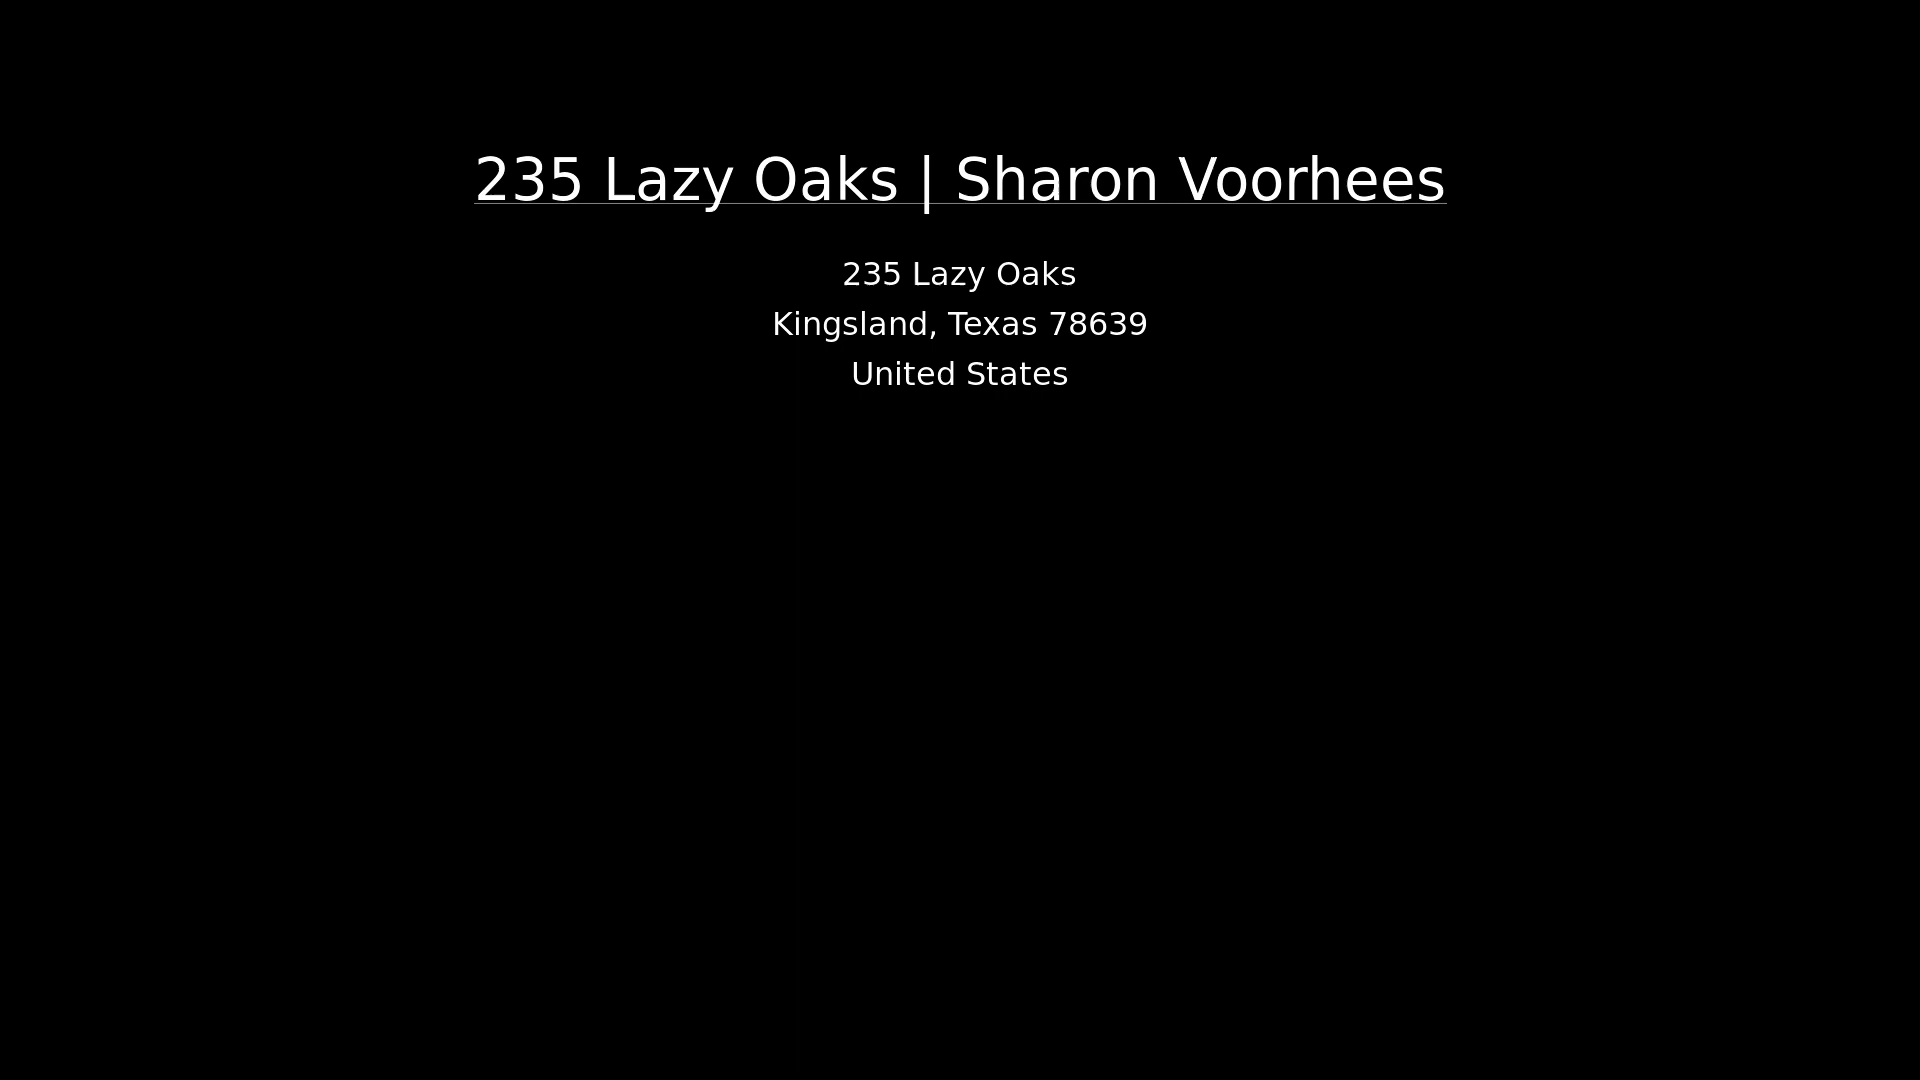 235 Lazy Oaks | Sharon Voorhees
235 Lazy Oaks
Kingsland, Texas 78639
United States